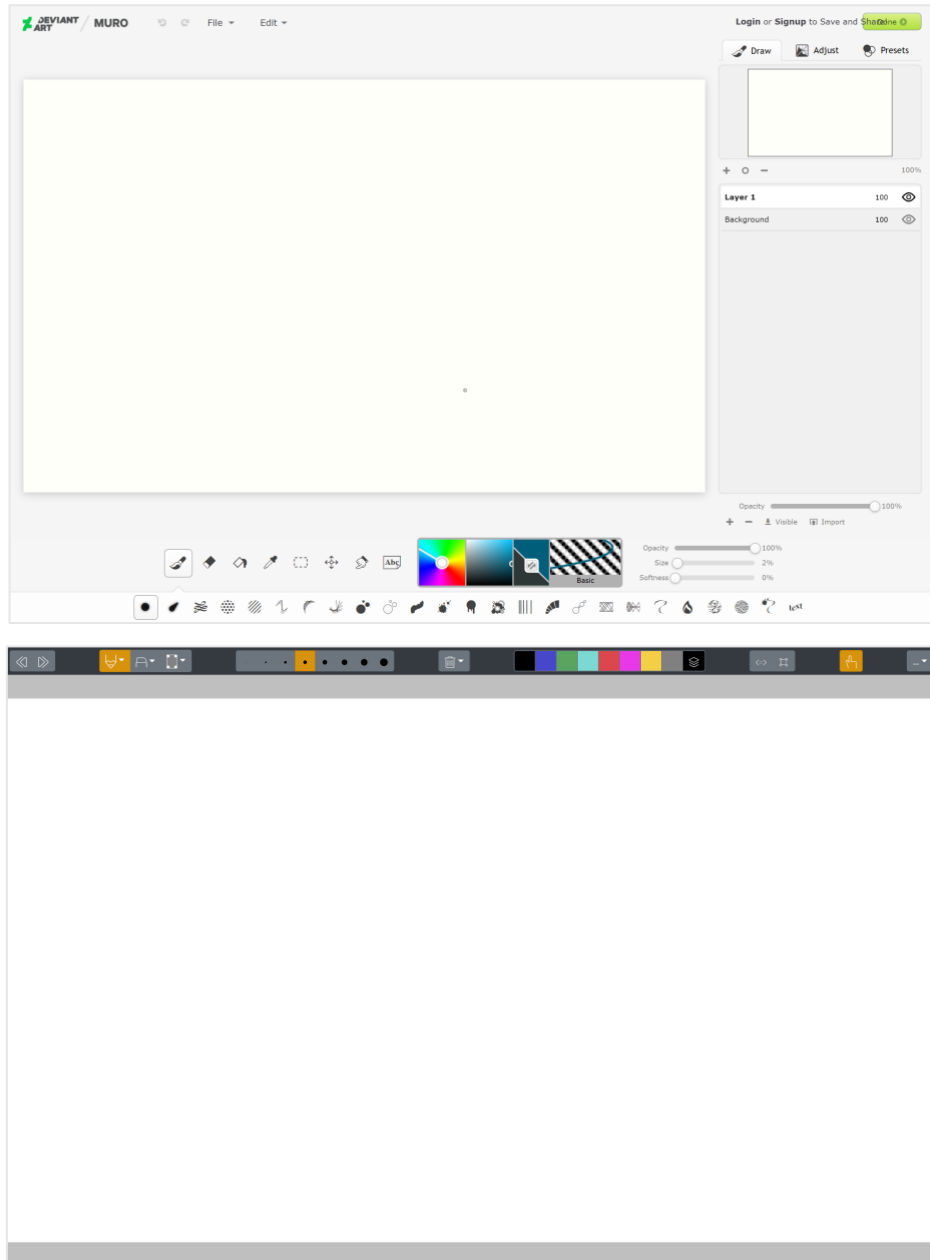 DEVIANT ART / MURO File Edit Login or Signup to Save and Share Done
Draw Adjust Presets
100%
Layer 1 100
Background 100
Opacity 100%
Visible Import
Opacity 100%
Abc Size 2%
Basic Softness 0%
text